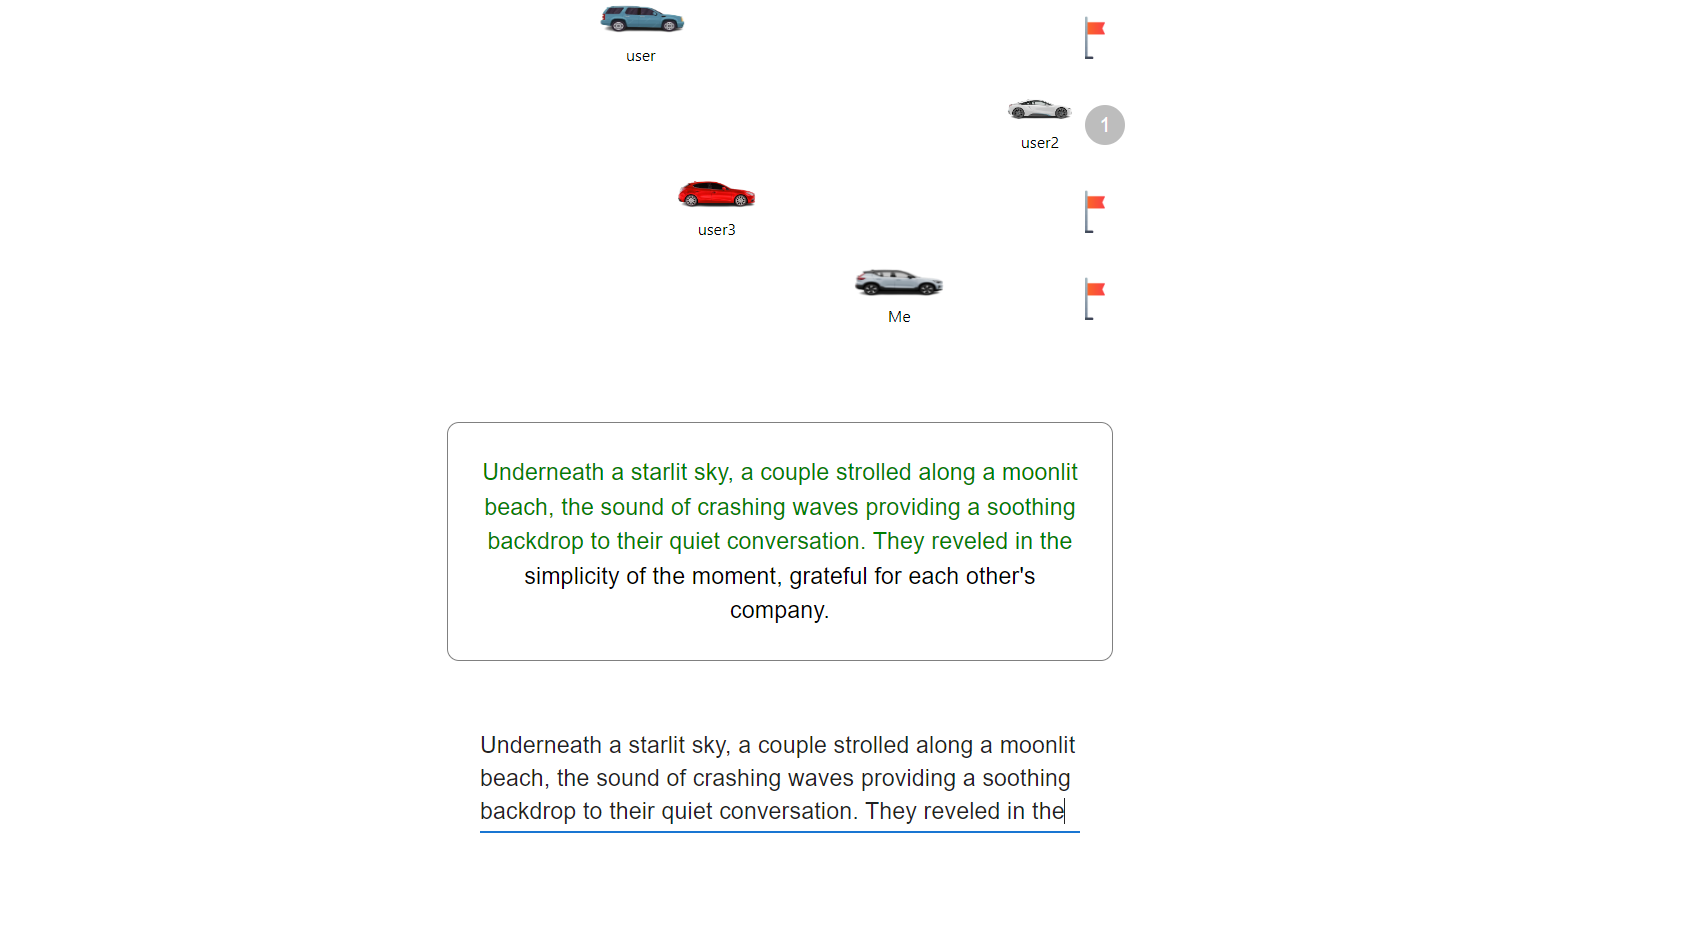 user
1
user2
user3
Me
Underneath a starlit sky, a couple strolled along a moonlit
beach, the sound of crashing waves providing a soothing
backdrop to their quiet conversation. They reveled in the
simplicity of the moment, grateful for each other's
company.
Underneath a starlit sky, a couple strolled along a moonlit
beach, the sound of crashing waves providing a soothing
backdrop to their quiet conversation. They reveled in the